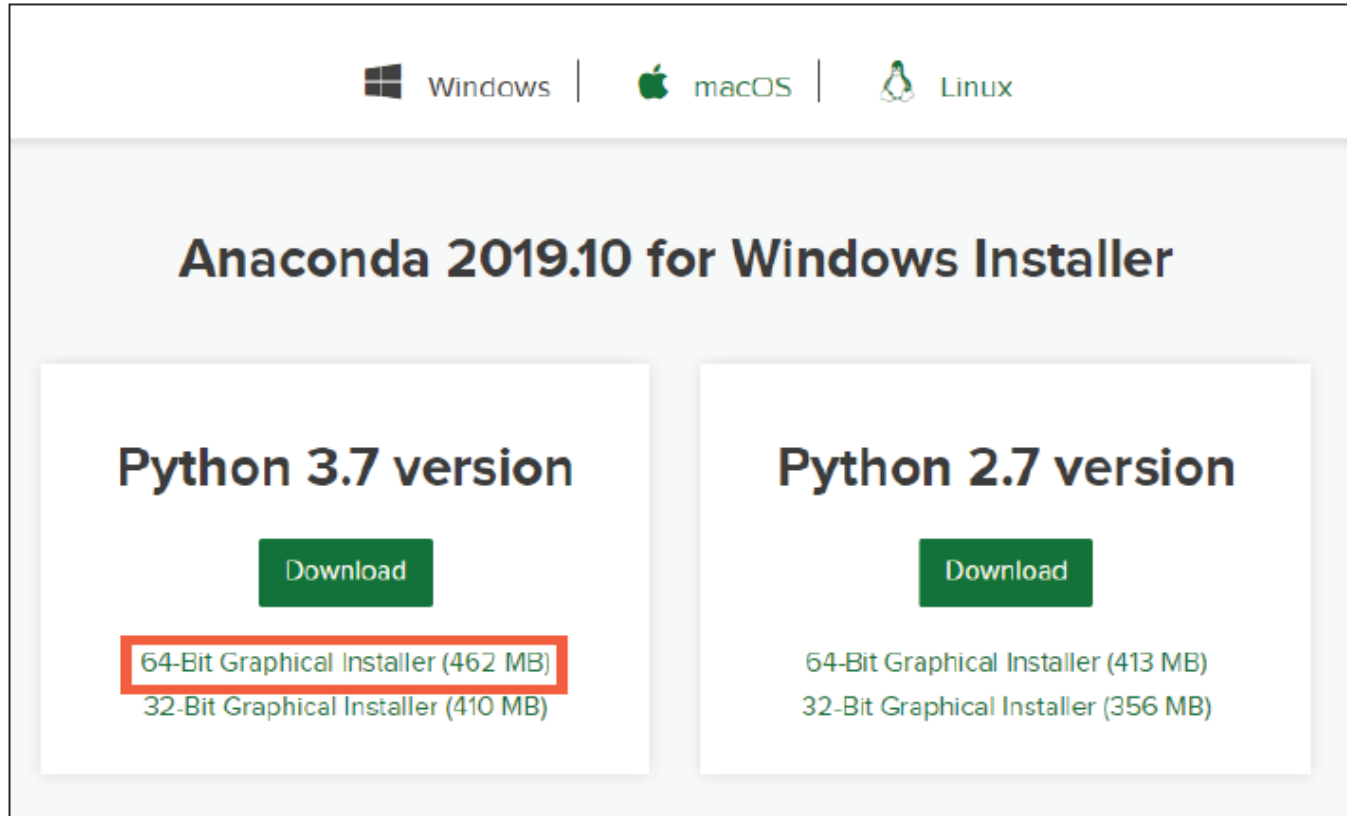 Windows macOS Linux
Anaconda 2019.10 for Windows Installer
Python 3.7 version
Download
64-Bit Graphical Installer (462 MB)
32-Bit Graphical Installer (410 MB)
Python 2.7 version
Download
64-Bit Graphical Installer (413 MB)
32-Bit Graphical Installer (356 MB)